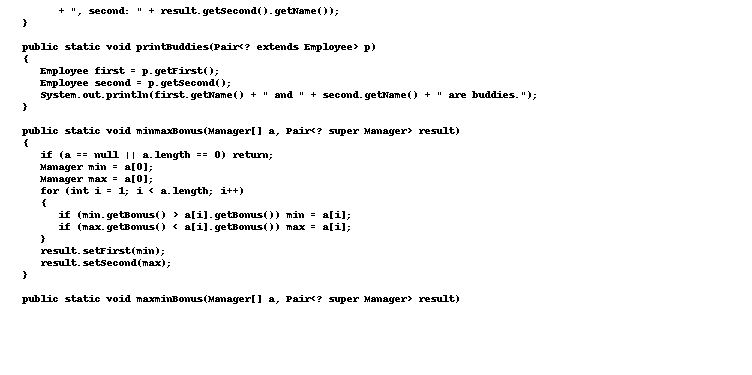 + ", second: " + result.getSecond().getName());
}
public static void printBuddies(Pair<? extends Employee> p)
{
Employee first = p.getFirst();
Employee second = p.getSecond();
System.out.println(first.getName() + " and " + second.getName() + " are buddies.");
}
public static void minmaxBonus(Manager[] a, Pair<? super Manager> result)
{
if (a == null || a.length == 0) return;
Manager min = a[0];
Manager max = a[0];
for (int i = 1; i < a.length; i++)
{
if (min.getBonus() > a[i].getBonus()) min = a[i];
if (max.getBonus() < a[i].getBonus()) max = a[i];
}
result.setFirst(min);
result.setSecond(max);
}
public static void maxminBonus(Manager[] a, Pair<? super Manager> result)